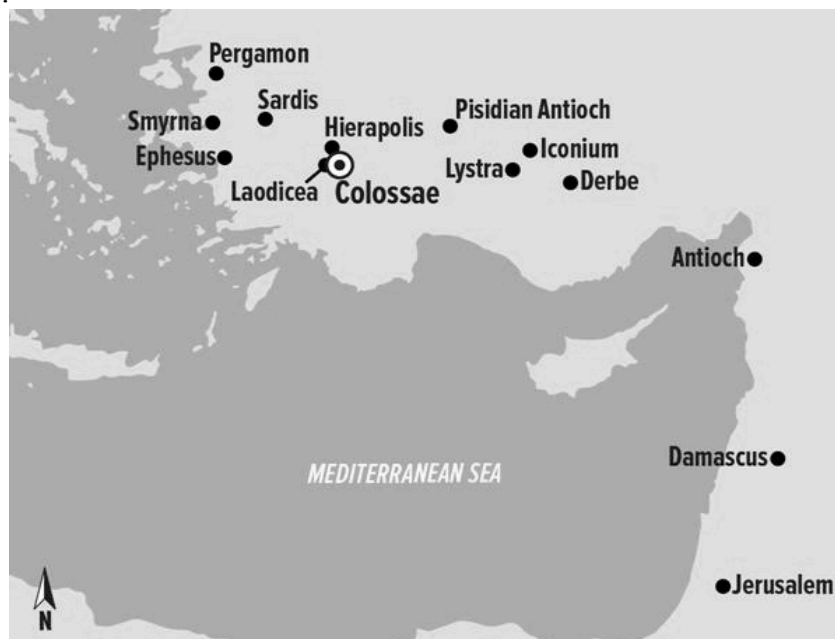 Pergamon
Sardis
Smyrna
Pisidian Antioch
Hierapolis
Iconium
Ephesus
Lystra
Laodicea
Colossae
Derbe
Antioch
Damascus
MEDITERRANEAN SEA
Jerusalem
N